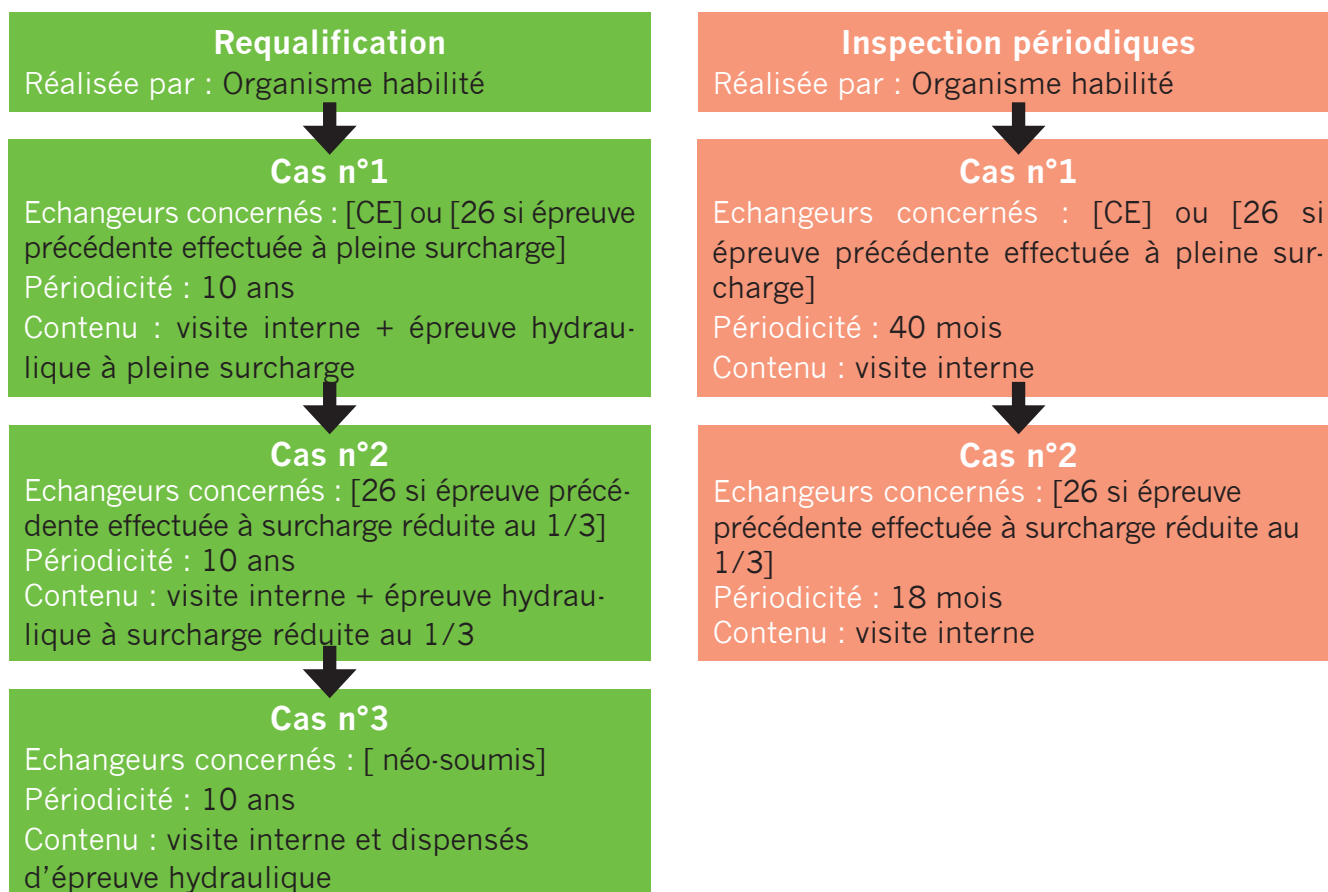 Requalification
Réalisée par : Organisme habilité
Cas n°1
Echangeurs concernés : [CE] ou [26 si épreuve
précédente effectuée à pleine surcharge]
Périodicité : 10 ans
Contenu : visite interne + épreuve hydrau-
lique à pleine surcharge
Cas n°2
Echangeurs concernés : [26 si épreuve précé-
dente effectuée à surcharge réduite au 1/3]
Périodicité : 10 ans
Contenu : visite interne + épreuve hydrau-
lique à surcharge réduite au 1/3
Cas n°3
Echangeurs concernés : [ néo-soumis]
Périodicité : 10 ans
Contenu : visite interne et dispensés
d'épreuve hydraulique
Inspection périodiques
Réalisée par : Organisme habilité
Cas n°1
Echangeurs concernés : [CE] ou [26 si
épreuve précédente effectuée à pleine sur-
charge]
Périodicité : 40 mois
Contenu : visite interne
Cas n°2
Echangeurs concernés : [26 si épreuve
précédente effectuée à surcharge réduite au
1/3]
Périodicité : 18 mois
Contenu : visite interne